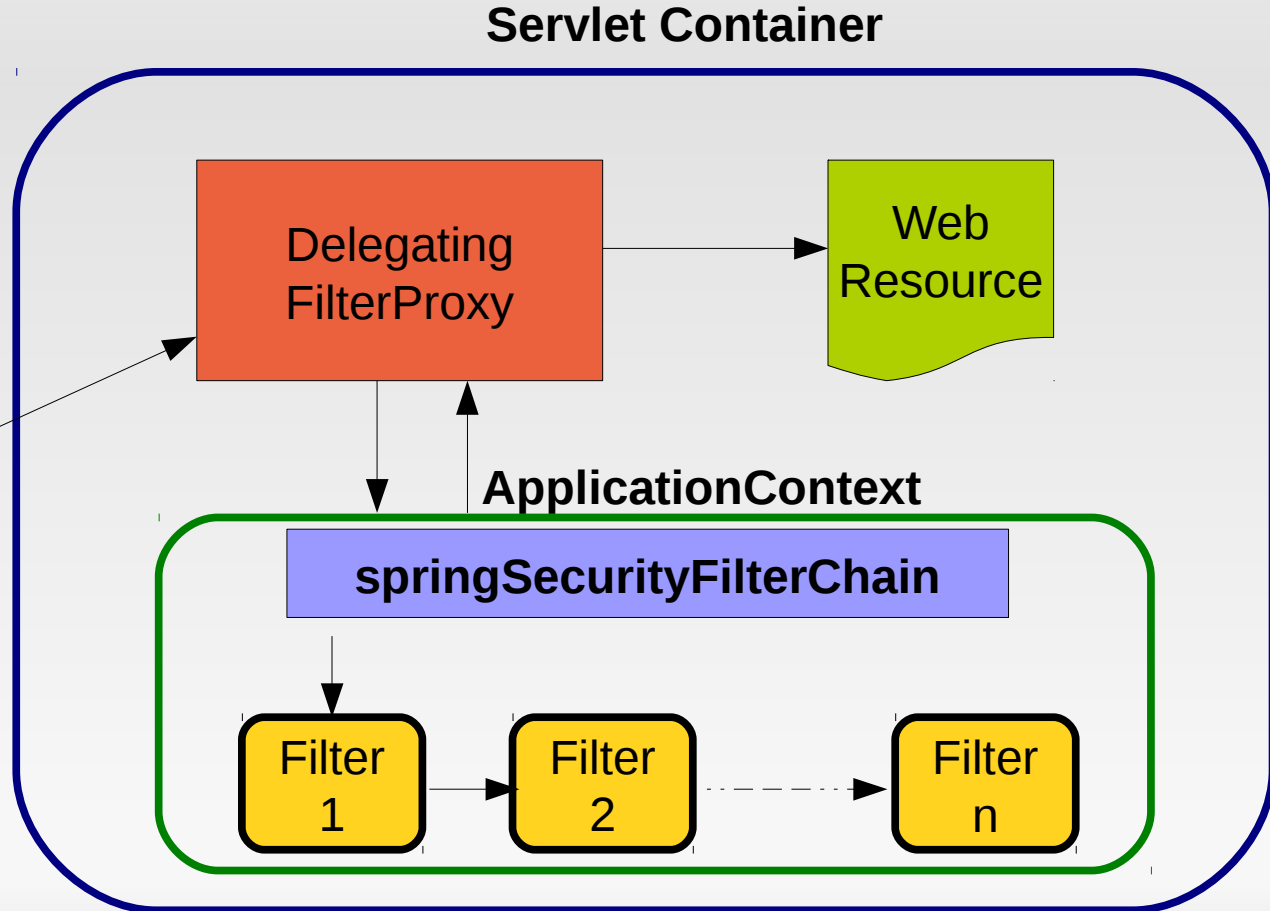 Servlet Container
Delegating
FilterProxy
Web
Resource
ApplicationContext
springSecurityFilterChain
Filter
1
Filter
2
Filter
n